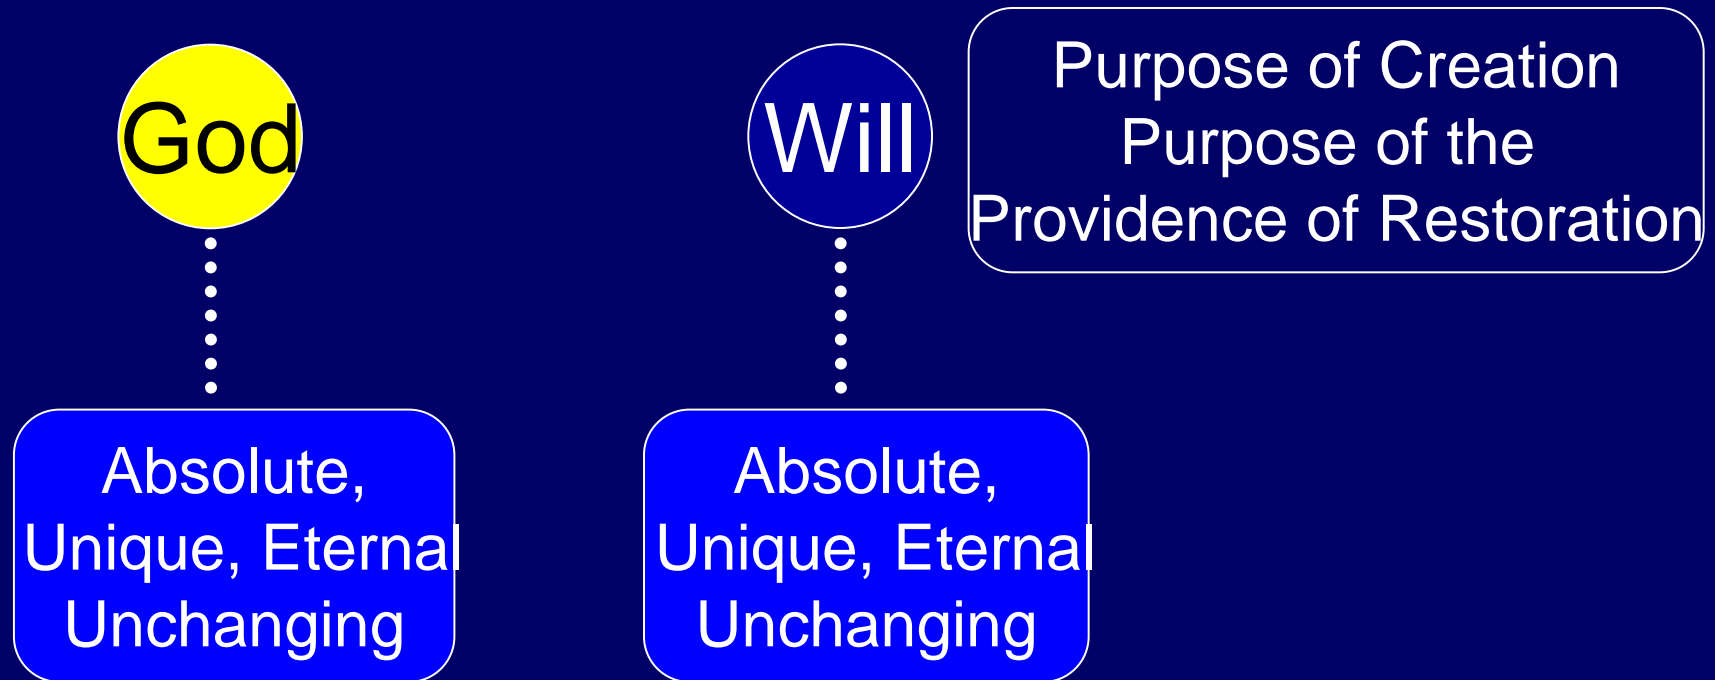 God
Will
Purpose of Creation
Purpose of the
Providence of Restoration
Absolute,
Unique, Eternal
Unchanging
Absolute,
Unique, Eternal
Unchanging